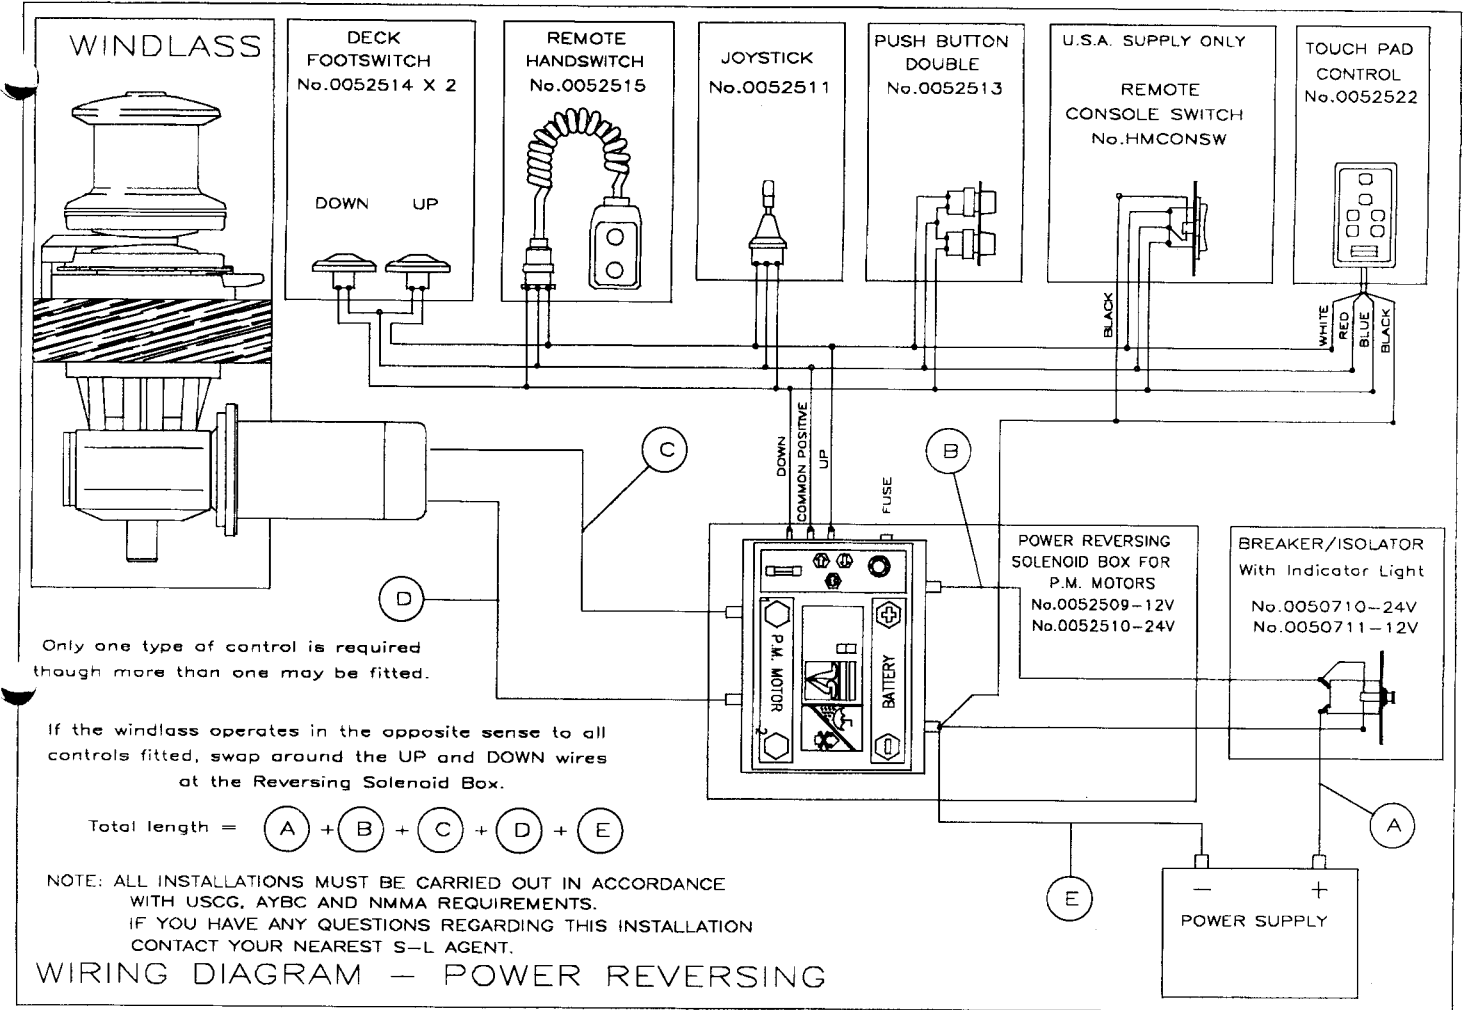 WINDLASS
DECK
FOOTSWITCH
No.0052514 X 2
DOWN
UP
REMOTE
HANDSWITCH
No.0052515
JOYSTICK
No.0052511
PUSH BUTTON
DOUBLE
No.0052513
U.S.A. SUPPLY ONLY
REMOTE
CONSOLE SWITCH
No.HMCONSW
TOUCH PAD
CONTROL
No.0052522
BLACK
WHITE
RED
BLUE
BLACK
DOWN
COMMON POSITIVE
UP
FUSE
C
B
D
POWER REVERSING
SOLENOID BOX FOR
P.M. MOTORS
No.0052509-12V
No.0052510-24V
BREAKER/ISOLATOR
With Indicator Light
No.0050710-24V
No.0050711-12V
1
P.M. MOTOR
2
BATTERY
+
−
Only one type of control is required
though more than one may be fitted.
If the windlass operates in the opposite sense to all
controls fitted, swap around the UP and DOWN wires
at the Reversing Solenoid Box.
Total length = A + B + C + D + E
A
E
− +
POWER SUPPLY
NOTE: ALL INSTALLATIONS MUST BE CARRIED OUT IN ACCORDANCE
WITH USCG, AYBC AND NMMA REQUIREMENTS.
IF YOU HAVE ANY QUESTIONS REGARDING THIS INSTALLATION
CONTACT YOUR NEAREST S-L AGENT.
WIRING DIAGRAM − POWER REVERSING